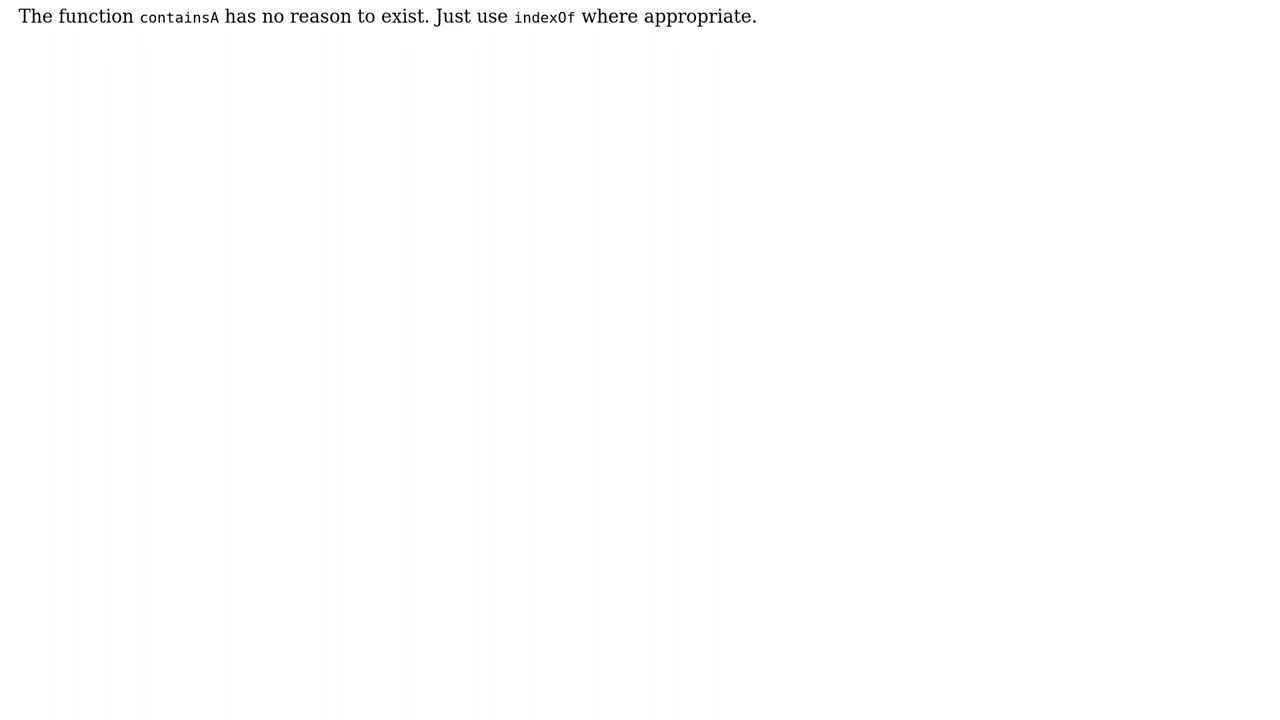 The function containsA has no reason to exist. Just use indexOf where appropriate.